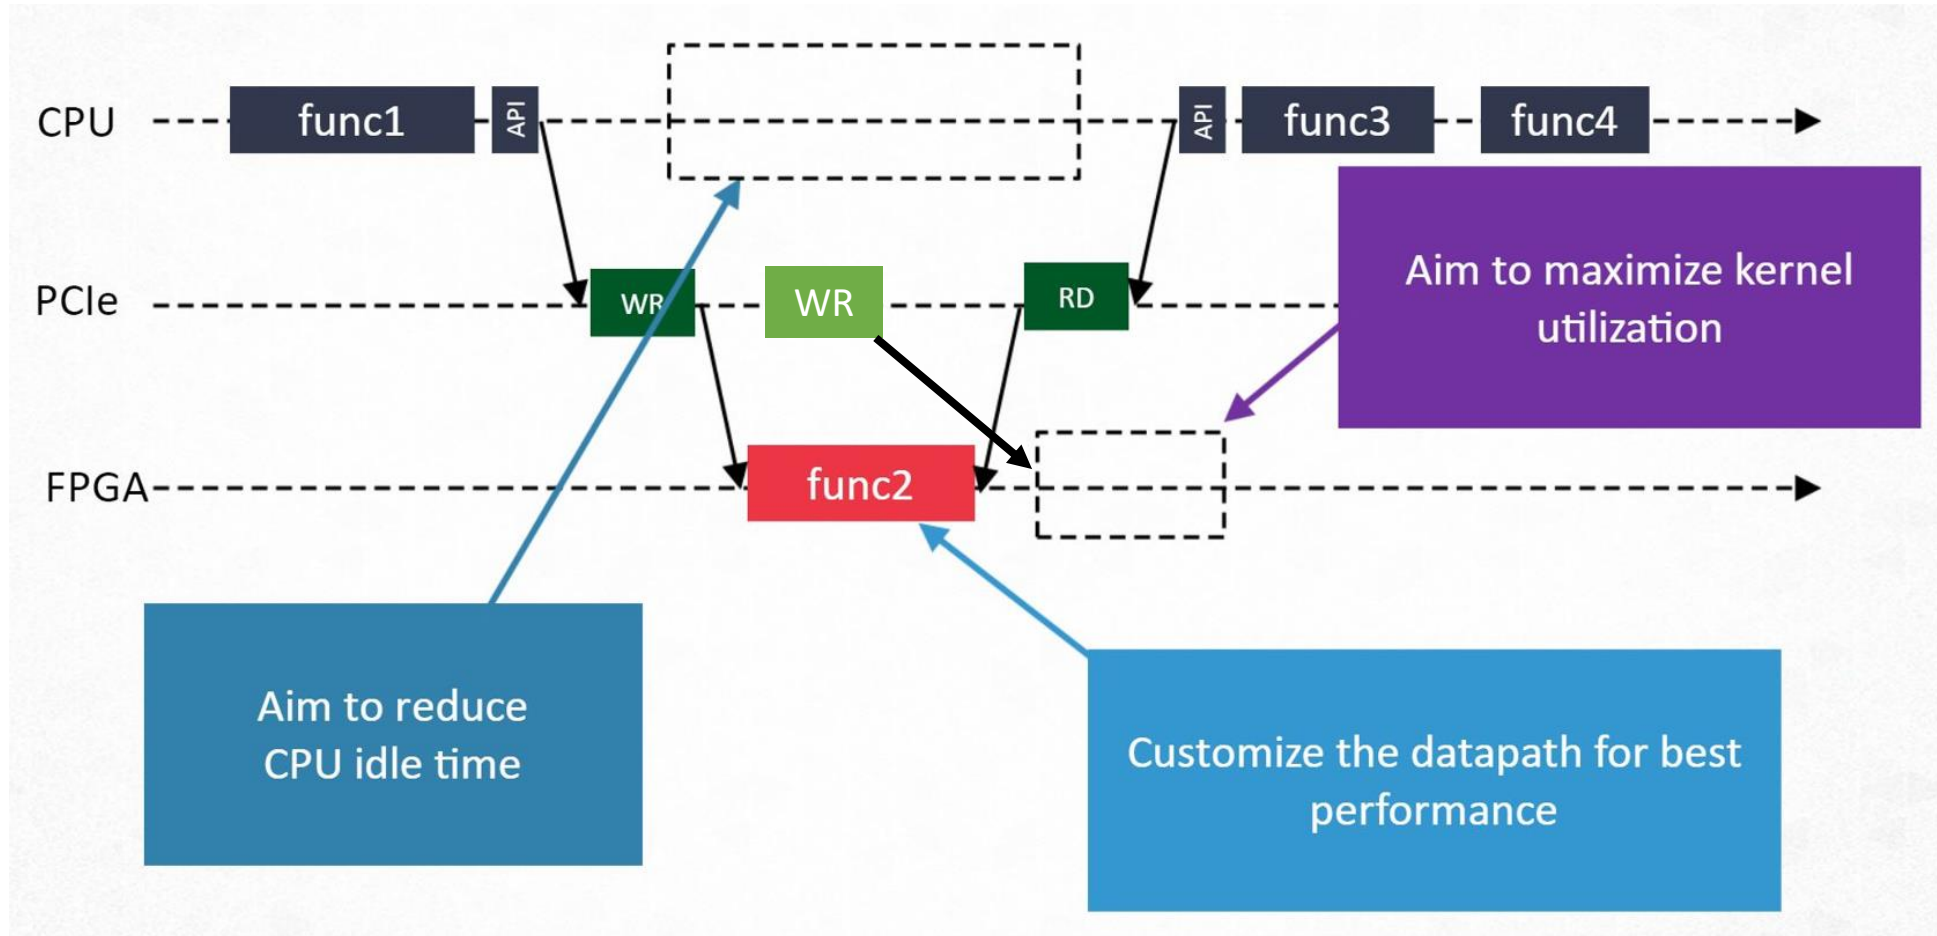 CPU
func1
API
API
func3
func4
PCIe
WR
WR
RD
Aim to maximize kernel
utilization
FPGA
func2
Aim to reduce
CPU idle time
Customize the datapath for best
performance